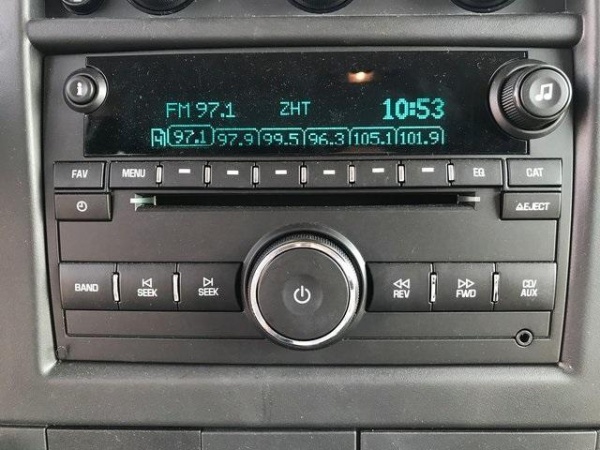 FM 97.1 ZHT 10:53
4 97.1 97.9 99.5 96.3 105.1 101.9
FAV MENU EQ CAT
EJECT
BAND SEEK SEEK REV FWD CD/AUX